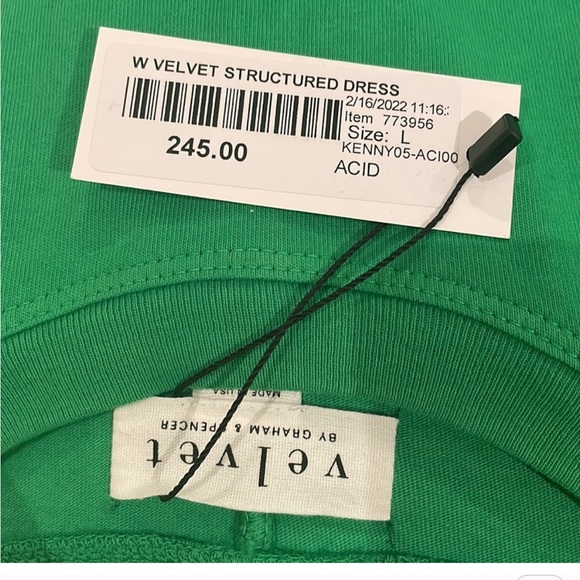 W VELVET STRUCTURED DRESS
2/16/2022 11:16:
Item 773956
Size: L
245.00
KENNY05-ACI00
ACID
MADE IN USA
velvet
BY GRAHAM & SPENCER